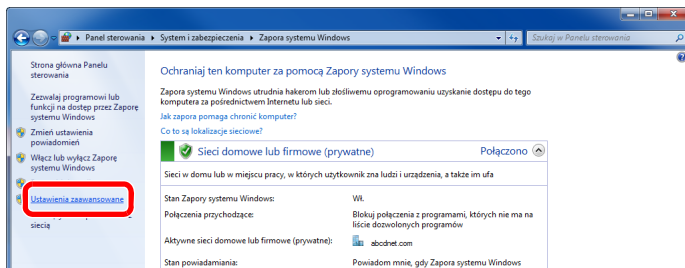 Panel sterowania ▸ System i zabezpieczenia ▸ Zapora systemu Windows
Szukaj w Panelu sterowania
Strona główna Panelu
sterowania
Zezwalaj programowi lub
funkcji na dostęp przez Zaporę
systemu Windows
Zmień ustawienia
powiadomień
Włącz lub wyłącz Zaporę
systemu Windows
Ustawienia zaawansowane
siecią
Ochraniaj ten komputer za pomocą Zapory systemu Windows
Zapora systemu Windows utrudnia hakerom lub złośliwemu oprogramowaniu uzyskanie dostępu do tego
komputera za pośrednictwem Internetu lub sieci.
Jak zapora pomaga chronić komputer?
Co to są lokalizacje sieciowe?
Sieci domowe lub firmowe (prywatne) Połączono
Sieci w domu lub w miejscu pracy, w których użytkownik zna ludzi i urządzenia, a także im ufa
Stan Zapory systemu Windows: Wł.
Połączenia przychodzące: Blokuj połączenia z programami, których nie ma na
liście dozwolonych programów
Aktywne sieci domowe lub firmowe (prywatne): abcdnet.com
Stan powiadamiania: Powiadom mnie, gdy Zapora systemu Windows